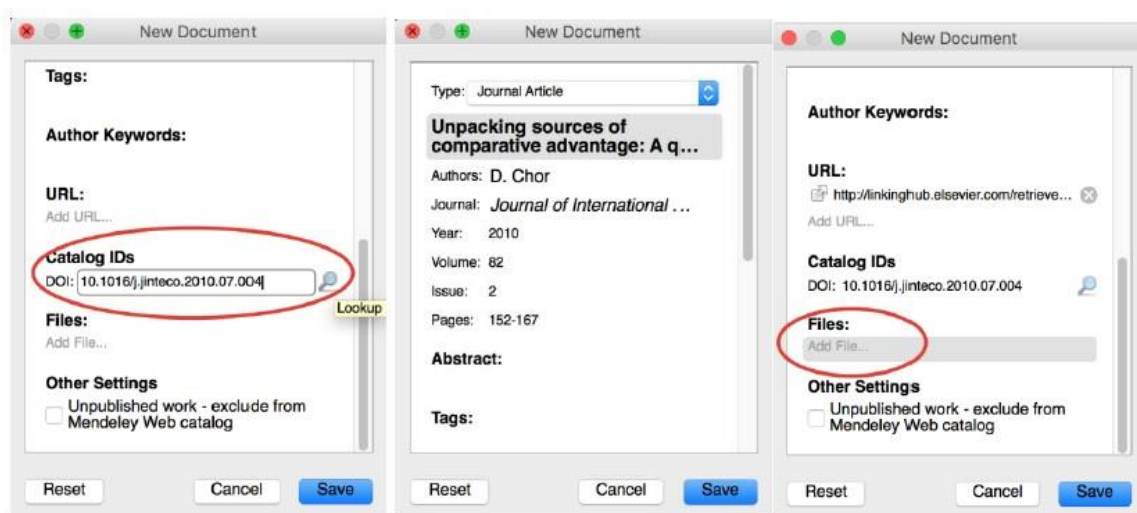 New Document
Tags:
Author Keywords:
URL:
Add URL...
Catalog IDs
DOI: 10.1016/j.jinteco.2010.07.004
Lookup
Files:
Add File...
Other Settings
Unpublished work - exclude from
Mendeley Web catalog
Reset Cancel Save
New Document
Type: Journal Article
Unpacking sources of
comparative advantage: A q...
Authors: D. Chor
Journal: Journal of International ...
Year: 2010
Volume: 82
Issue: 2
Pages: 152-167
Abstract:
Tags:
Reset Cancel Save
New Document
Author Keywords:
URL:
http://linkinghub.elsevier.com/retrieve...
Add URL...
Catalog IDs
DOI: 10.1016/j.jinteco.2010.07.004
Files:
Add File...
Other Settings
Unpublished work - exclude from
Mendeley Web catalog
Reset Cancel Save